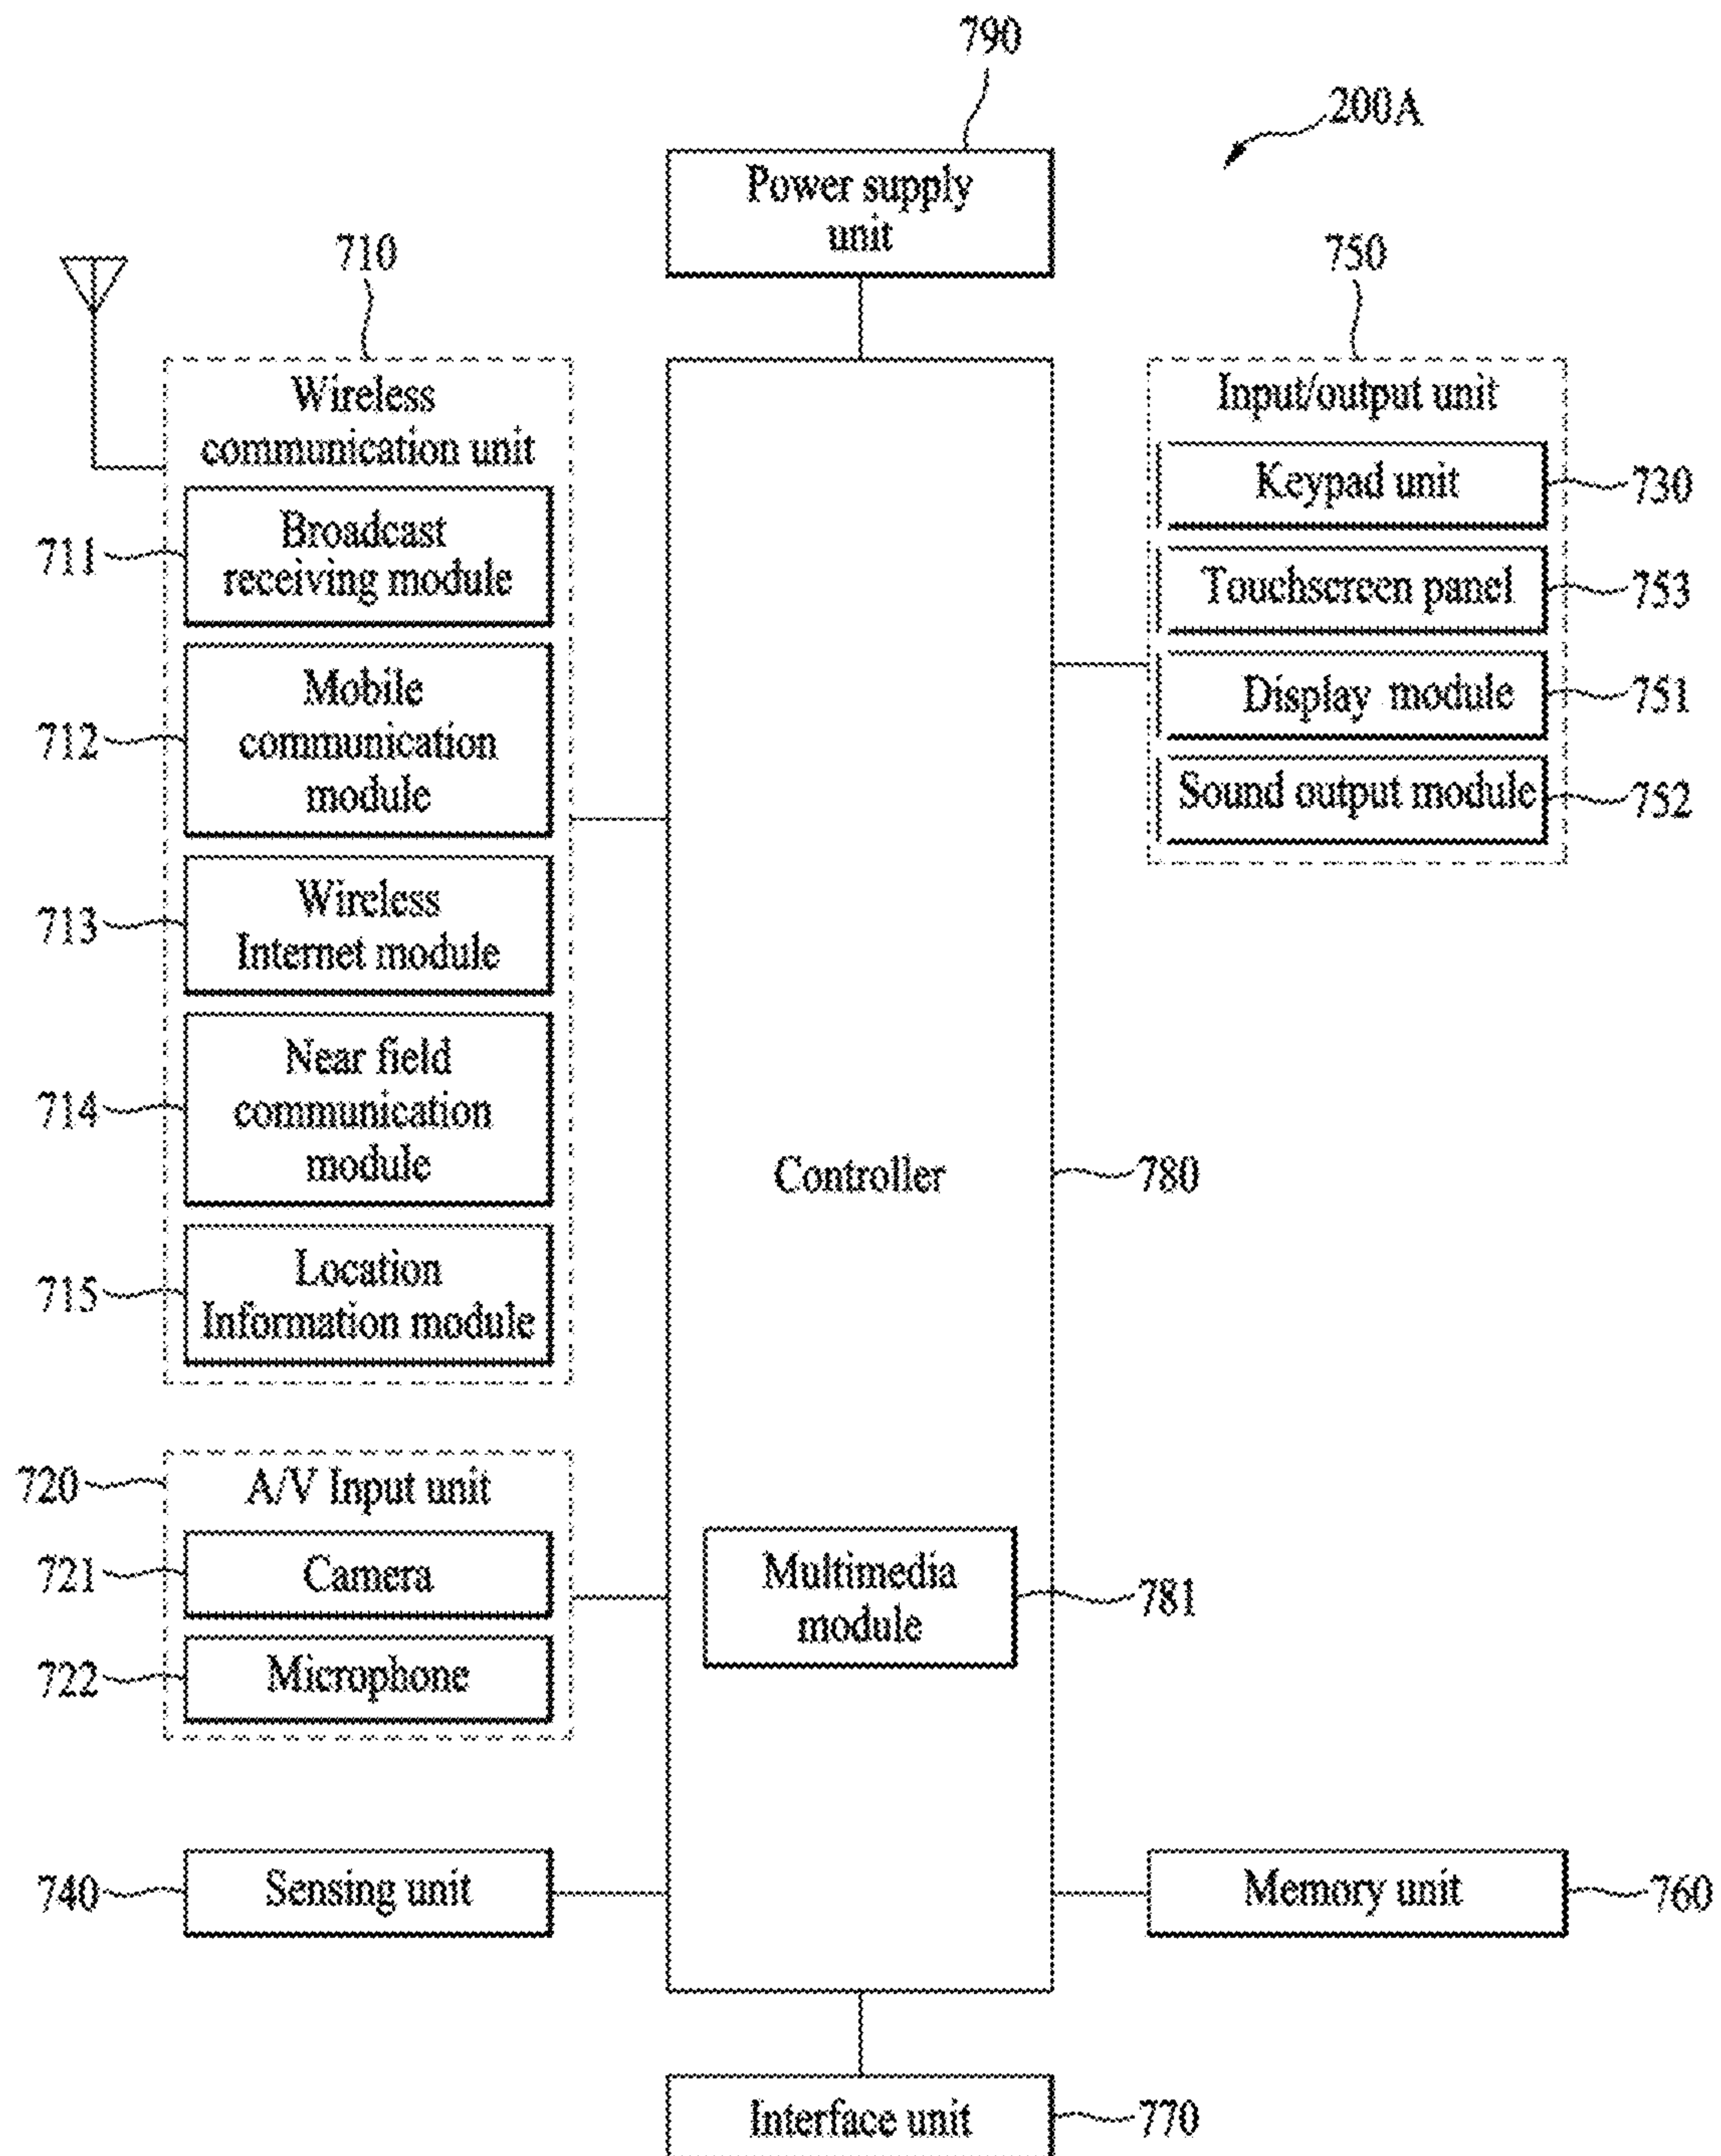 790
200A
Power supply
unit
710
750
Wireless
communication unit
Input/output unit
Keypad unit
730
711
Broadcast
receiving module
Touchscreen panel
753
712
Mobile
communication
module
Display module
751
Sound output module
752
713
Wireless
Internet module
714
Near field
communication
module
Controller
780
715
Location
Information module
720
A/V Input unit
721
Camera
Multimedia
module
781
722
Microphone
740
Sensing unit
Memory unit
760
Interface unit
770